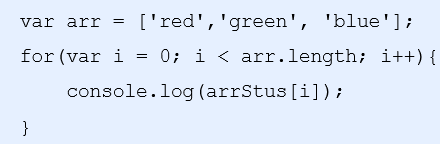 var arr = ['red','green', 'blue'];
for(var i = 0; i < arr.length; i++){
    console.log(arrStus[i]);
}